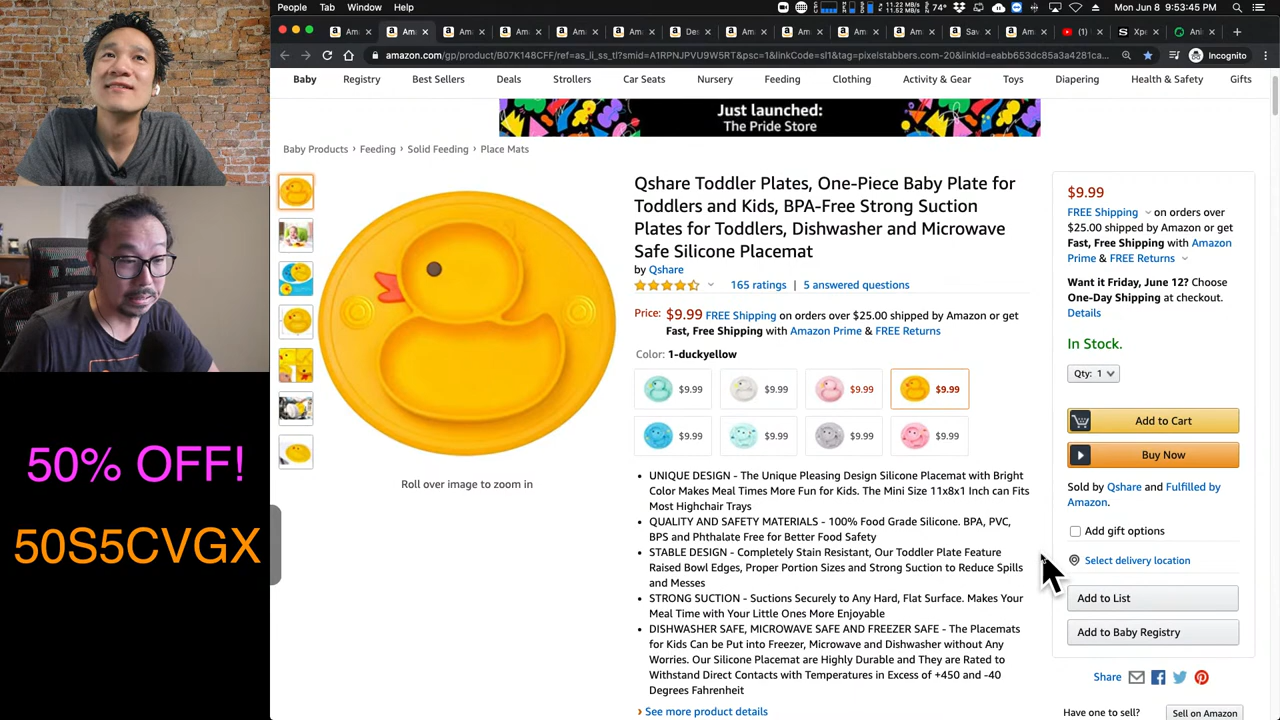 People Tab Window Help
11.52 MB/s
74°
Mon Jun 8 5:53:45 PM
amazon.com/gp/product/B07K148CFF/ref=as_li_ss_tl?smid=A1RPNJPVU9W5RT&psc=1&linkCode=sl1&tag=pixelstabbers.com-20&linkId=eabb653dc85a3a4281ca...
Incognito
Baby Registry Best Sellers Deals Strollers Car Seats Nursery Feeding Clothing Activity & Gear Toys Diapering Health & Safety Gifts
Just launched:
The Pride Store
Baby Products › Feeding › Solid Feeding › Place Mats
Qshare Toddler Plates, One-Piece Baby Plate for
Toddlers and Kids, BPA-Free Strong Suction
Plates for Toddlers, Dishwasher and Microwave
Safe Silicone Placemat
by Qshare
165 ratings | 5 answered questions
Price: $9.99 FREE Shipping on orders over $25.00 shipped by Amazon or get
Fast, Free Shipping with Amazon Prime & FREE Returns
Color: 1-duckyellow
$9.99 $9.99 $9.99 $9.99
$9.99 $9.99 $9.99 $9.99
Roll over image to zoom in
• UNIQUE DESIGN - The Unique Pleasing Design Silicone Placemat with Bright
Color Makes Meal Times More Fun for Kids. The Mini Size 11x8x1 Inch can Fits
Most Highchair Trays
• QUALITY AND SAFETY MATERIALS - 100% Food Grade Silicone. BPA, PVC,
BPS and Phthalate Free for Better Food Safety
• STABLE DESIGN - Completely Stain Resistant, Our Toddler Plate Feature
Raised Bowl Edges, Proper Portion Sizes and Strong Suction to Reduce Spills
and Messes
• STRONG SUCTION - Suctions Securely to Any Hard, Flat Surface. Makes Your
Meal Time with Your Little Ones More Enjoyable
• DISHWASHER SAFE, MICROWAVE SAFE AND FREEZER SAFE - The Placemats
for Kids Can be Put into Freezer, Microwave and Dishwasher without Any
Worries. Our Silicone Placemat are Highly Durable and They are Rated to
Withstand Direct Contacts with Temperatures in Excess of +450 and -40
Degrees Fahrenheit
› See more product details
$9.99
FREE Shipping on orders over
$25.00 shipped by Amazon or get
Fast, Free Shipping with Amazon
Prime & FREE Returns
Want it Friday, June 12? Choose
One-Day Shipping at checkout.
Details
In Stock.
Qty: 1
Add to Cart
Buy Now
Sold by Qshare and Fulfilled by
Amazon.
Add gift options
Select delivery location
Add to List
Add to Baby Registry
Share
Have one to sell? Sell on Amazon
50% OFF!
50S5CVGX